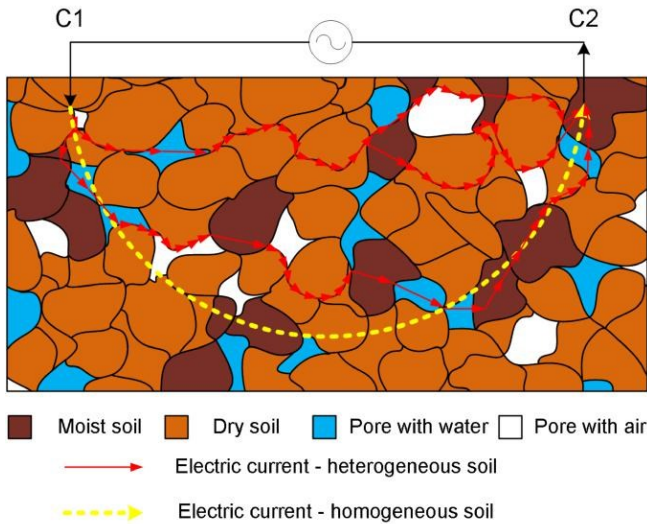 C1 C2
Moist soil Dry soil Pore with water Pore with air
Electric current - heterogeneous soil
Electric current - homogeneous soil